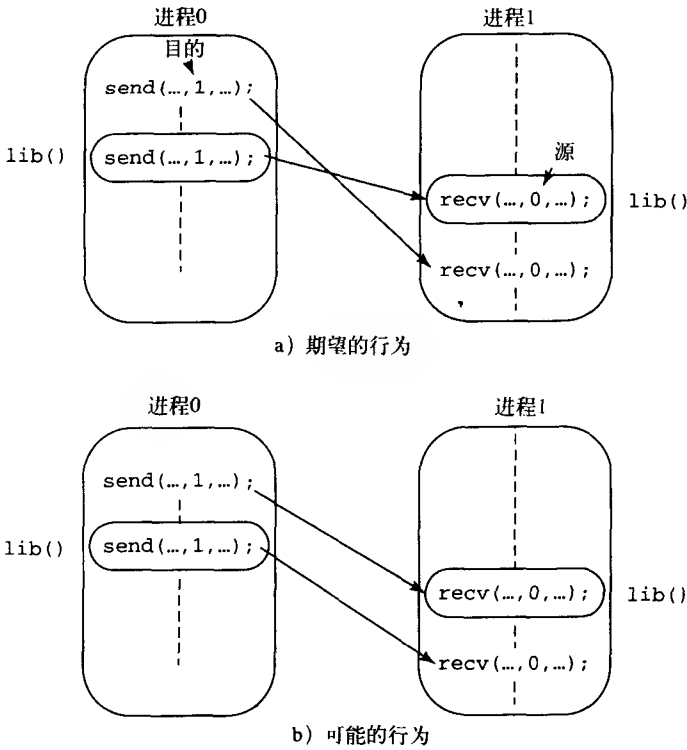 进程0 进程1
目的
send(…,1,…);
lib() send(…,1,…); 源
recv(…,0,…); lib()
recv(…,0,…);
a) 期望的行为
进程0 进程1
send(…,1,…);
lib() send(…,1,…);
recv(…,0,…); lib()
recv(…,0,…);
b) 可能的行为